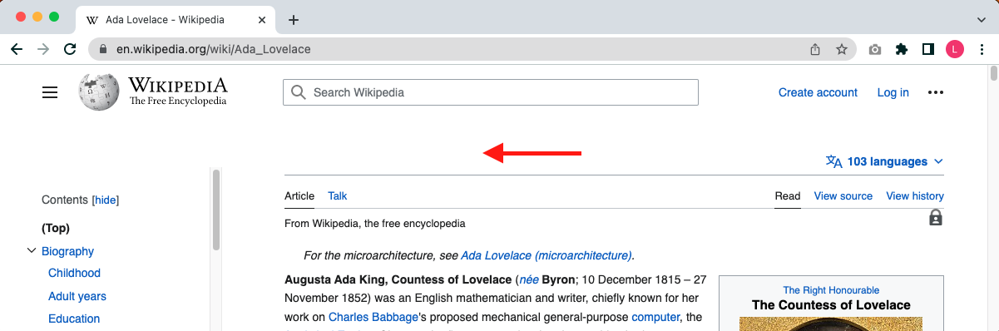 Ada Lovelace - Wikipedia
en.wikipedia.org/wiki/Ada_Lovelace
L
WIKIPEDIA
The Free Encyclopedia
Search Wikipedia
Create account
Log in
103 languages
Contents [hide]
(Top)
Biography
Childhood
Adult years
Education
Article
Talk
Read
View source
View history
From Wikipedia, the free encyclopedia
For the microarchitecture, see Ada Lovelace (microarchitecture).
Augusta Ada King, Countess of Lovelace (née Byron; 10 December 1815 – 27
November 1852) was an English mathematician and writer, chiefly known for her
work on Charles Babbage's proposed mechanical general-purpose computer, the
The Right Honourable
The Countess of Lovelace